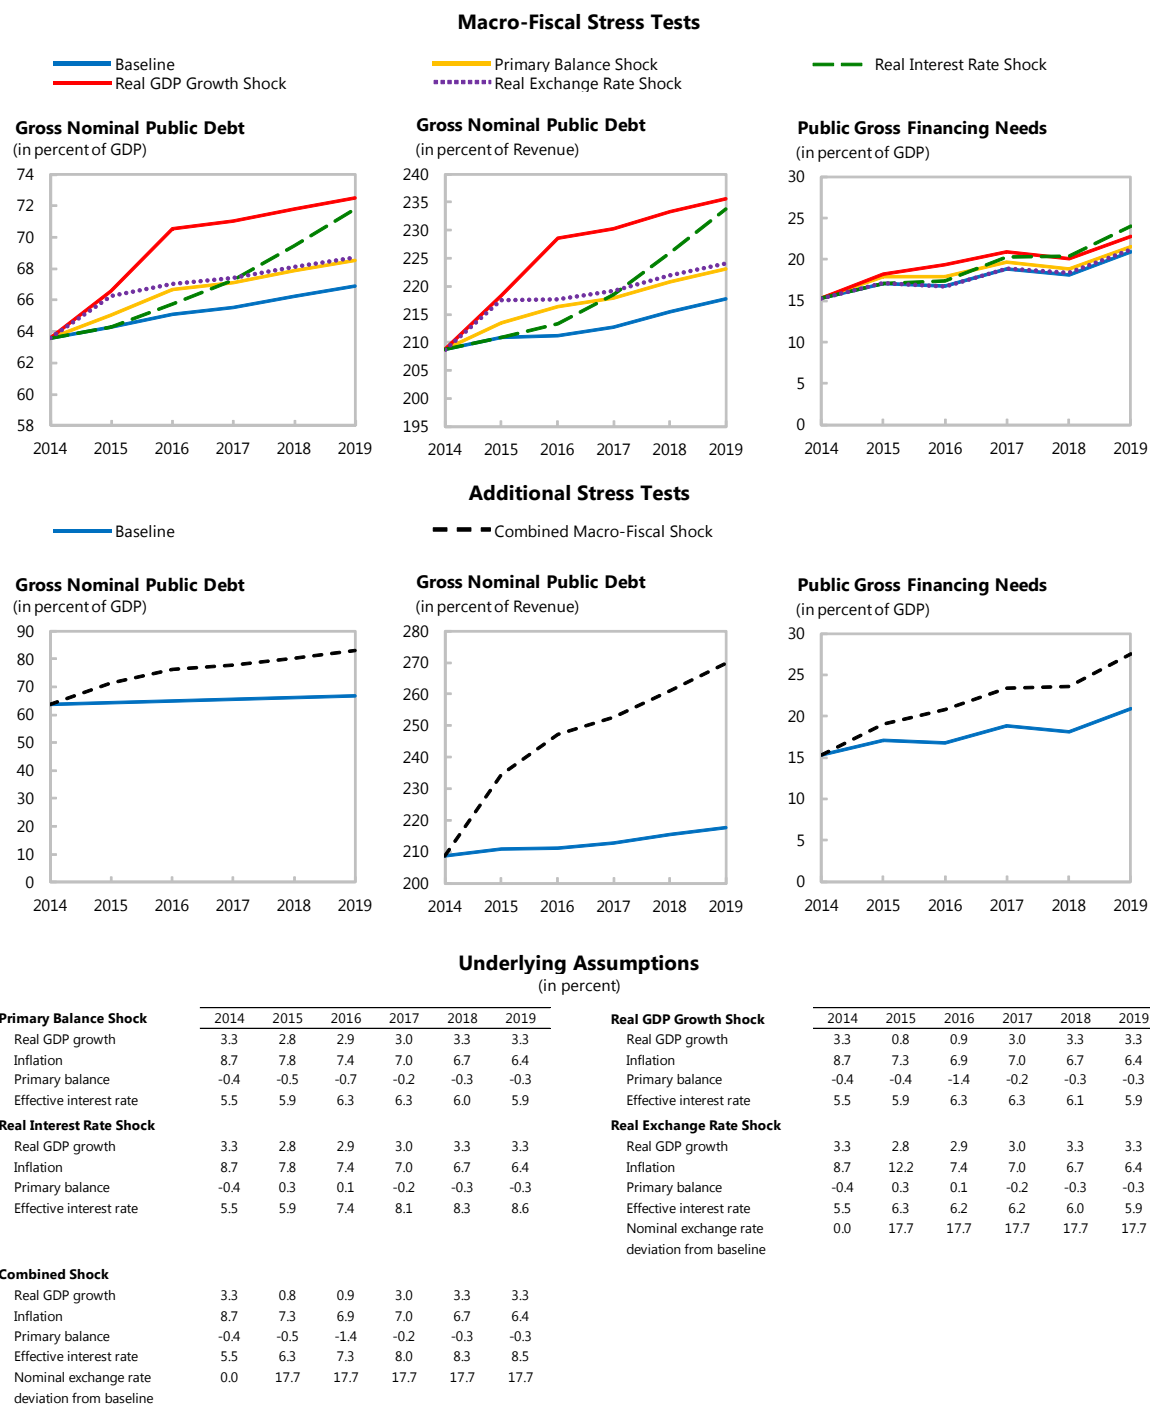 Macro-Fiscal Stress Tests
Baseline Primary Balance Shock Real Interest Rate Shock
Real GDP Growth Shock Real Exchange Rate Shock
Gross Nominal Public Debt
(in percent of GDP)
74
72
70
68
66
64
62
60
58
2014 2015 2016 2017 2018 2019
Gross Nominal Public Debt
(in percent of Revenue)
240
235
230
225
220
215
210
205
200
195
2014 2015 2016 2017 2018 2019
Public Gross Financing Needs
(in percent of GDP)
30
25
20
15
10
5
0
2014 2015 2016 2017 2018 2019
Additional Stress Tests
Baseline Combined Macro-Fiscal Shock
Gross Nominal Public Debt
(in percent of GDP)
90
80
70
60
50
40
30
20
10
0
2014 2015 2016 2017 2018 2019
Gross Nominal Public Debt
(in percent of Revenue)
280
270
260
250
240
230
220
210
200
2014 2015 2016 2017 2018 2019
Public Gross Financing Needs
(in percent of GDP)
30
25
20
15
10
5
0
2014 2015 2016 2017 2018 2019
Underlying Assumptions
(in percent)
Primary Balance Shock 2014 2015 2016 2017 2018 2019
Real GDP growth 3.3 2.8 2.9 3.0 3.3 3.3
Inflation 8.7 7.8 7.4 7.0 6.7 6.4
Primary balance -0.4 -0.5 -0.7 -0.2 -0.3 -0.3
Effective interest rate 5.5 5.9 6.3 6.3 6.0 5.9
Real Interest Rate Shock
Real GDP growth 3.3 2.8 2.9 3.0 3.3 3.3
Inflation 8.7 7.8 7.4 7.0 6.7 6.4
Primary balance -0.4 0.3 0.1 -0.2 -0.3 -0.3
Effective interest rate 5.5 5.9 7.4 8.1 8.3 8.6
Combined Shock
Real GDP growth 3.3 0.8 0.9 3.0 3.3 3.3
Inflation 8.7 7.3 6.9 7.0 6.7 6.4
Primary balance -0.4 -0.5 -1.4 -0.2 -0.3 -0.3
Effective interest rate 5.5 6.3 7.3 8.0 8.3 8.5
Nominal exchange rate 0.0 17.7 17.7 17.7 17.7 17.7
deviation from baseline
Real GDP Growth Shock 2014 2015 2016 2017 2018 2019
Real GDP growth 3.3 0.8 0.9 3.0 3.3 3.3
Inflation 8.7 7.3 6.9 7.0 6.7 6.4
Primary balance -0.4 -0.4 -1.4 -0.2 -0.3 -0.3
Effective interest rate 5.5 5.9 6.3 6.3 6.1 5.9
Real Exchange Rate Shock
Real GDP growth 3.3 2.8 2.9 3.0 3.3 3.3
Inflation 8.7 12.2 7.4 7.0 6.7 6.4
Primary balance -0.4 0.3 0.1 -0.2 -0.3 -0.3
Effective interest rate 5.5 6.3 6.2 6.2 6.0 5.9
Nominal exchange rate 0.0 17.7 17.7 17.7 17.7 17.7
deviation from baseline